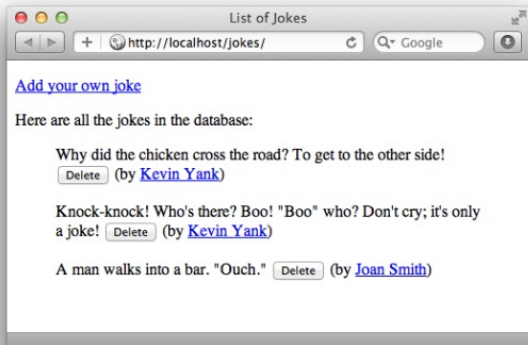 List of Jokes
http://localhost/jokes/
Google
Add your own joke
Here are all the jokes in the database:
Why did the chicken cross the road? To get to the other side!
Delete (by Kevin Yank)
Knock-knock! Who's there? Boo! "Boo" who? Don't cry; it's only
a joke! Delete (by Kevin Yank)
A man walks into a bar. "Ouch." Delete (by Joan Smith)